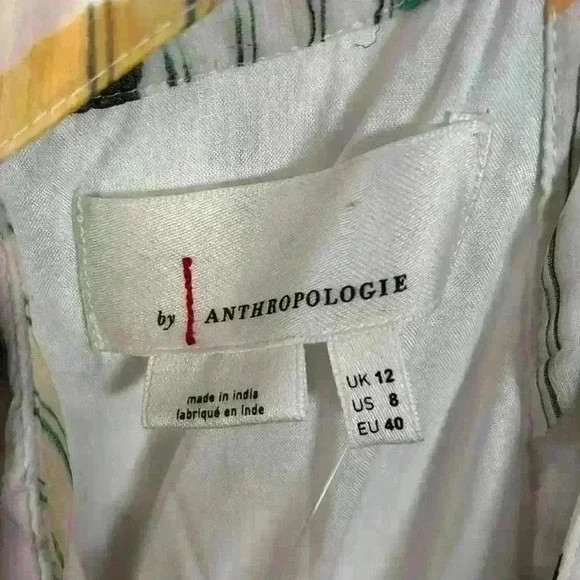 by ANTHROPOLOGIE
made in india
fabriqué en Inde
UK 12
US 8
EU 40